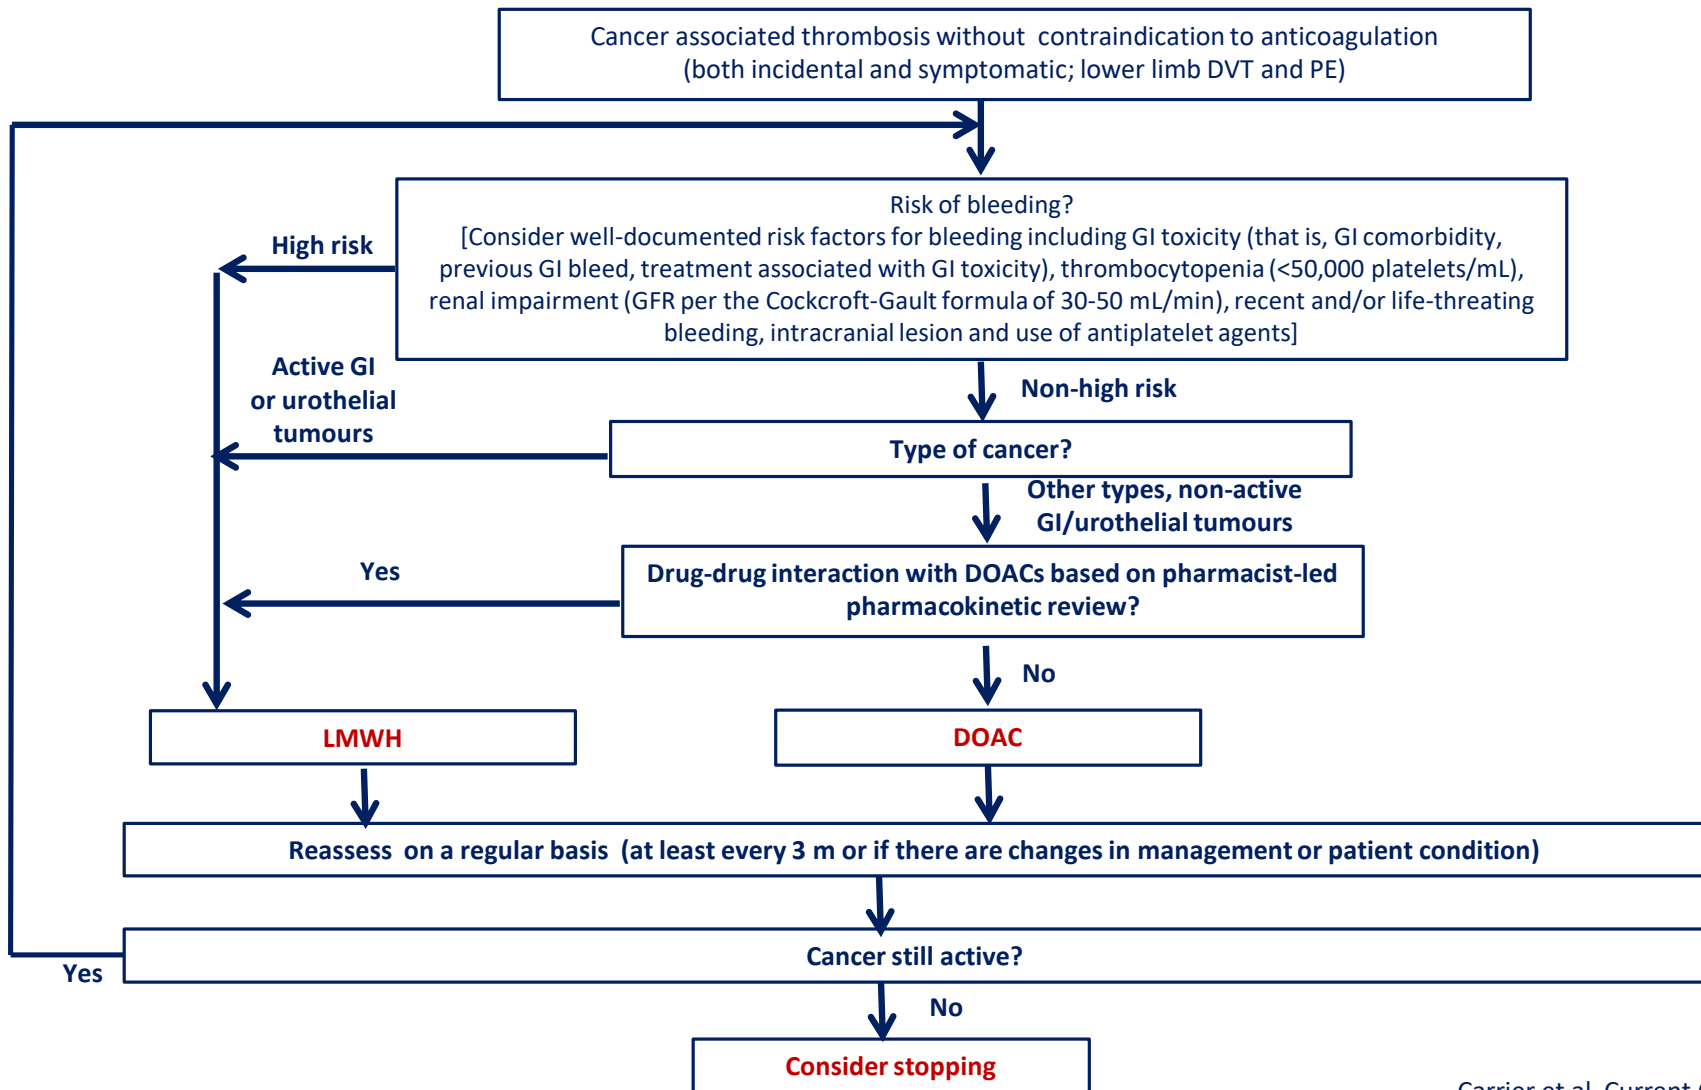 Cancer associated thrombosis without contraindication to anticoagulation
(both incidental and symptomatic; lower limb DVT and PE)
Risk of bleeding?
[Consider well-documented risk factors for bleeding including GI toxicity (that is, GI comorbidity,
previous GI bleed, treatment associated with GI toxicity), thrombocytopenia (<50,000 platelets/mL),
renal impairment (GFR per the Cockcroft-Gault formula of 30-50 mL/min), recent and/or life-threating
bleeding, intracranial lesion and use of antiplatelet agents]
High risk
Non-high risk
Active GI
or urothelial
tumours
Type of cancer?
Other types, non-active
GI/urothelial tumours
Yes
Drug-drug interaction with DOACs based on pharmacist-led
pharmacokinetic review?
No
LMWH
DOAC
Reassess on a regular basis (at least every 3 m or if there are changes in management or patient condition)
Cancer still active?
Yes
No
Consider stopping
Carrier et al. Current